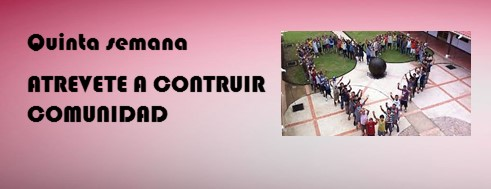 Quinta semana
ATREVETE A CONTRUIR
COMUNIDAD